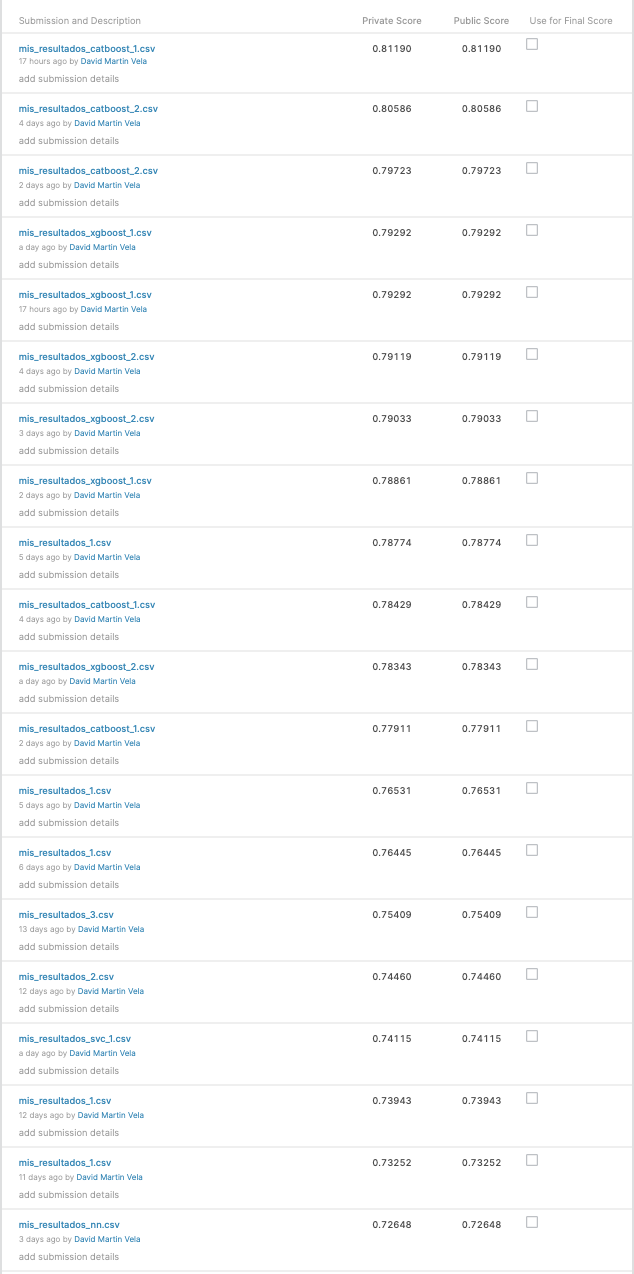 Submission and Description Private Score Public Score Use for Final Score
mis_resultados_catboost_1.csv 0.81190 0.81190
17 hours ago by David Martin Vela
add submission details
mis_resultados_catboost_2.csv 0.80586 0.80586
4 days ago by David Martin Vela
add submission details
mis_resultados_catboost_2.csv 0.79723 0.79723
2 days ago by David Martin Vela
add submission details
mis_resultados_xgboost_1.csv 0.79292 0.79292
a day ago by David Martin Vela
add submission details
mis_resultados_xgboost_1.csv 0.79292 0.79292
17 hours ago by David Martin Vela
add submission details
mis_resultados_xgboost_2.csv 0.79119 0.79119
4 days ago by David Martin Vela
add submission details
mis_resultados_xgboost_2.csv 0.79033 0.79033
3 days ago by David Martin Vela
add submission details
mis_resultados_xgboost_1.csv 0.78861 0.78861
2 days ago by David Martin Vela
add submission details
mis_resultados_1.csv 0.78774 0.78774
5 days ago by David Martin Vela
add submission details
mis_resultados_catboost_1.csv 0.78429 0.78429
4 days ago by David Martin Vela
add submission details
mis_resultados_xgboost_2.csv 0.78343 0.78343
a day ago by David Martin Vela
add submission details
mis_resultados_catboost_1.csv 0.77911 0.77911
2 days ago by David Martin Vela
add submission details
mis_resultados_1.csv 0.76531 0.76531
5 days ago by David Martin Vela
add submission details
mis_resultados_1.csv 0.76445 0.76445
6 days ago by David Martin Vela
add submission details
mis_resultados_3.csv 0.75409 0.75409
13 days ago by David Martin Vela
add submission details
mis_resultados_2.csv 0.74460 0.74460
12 days ago by David Martin Vela
add submission details
mis_resultados_svc_1.csv 0.74115 0.74115
a day ago by David Martin Vela
add submission details
mis_resultados_1.csv 0.73943 0.73943
12 days ago by David Martin Vela
add submission details
mis_resultados_1.csv 0.73252 0.73252
11 days ago by David Martin Vela
add submission details
mis_resultados_nn.csv 0.72648 0.72648
3 days ago by David Martin Vela
add submission details